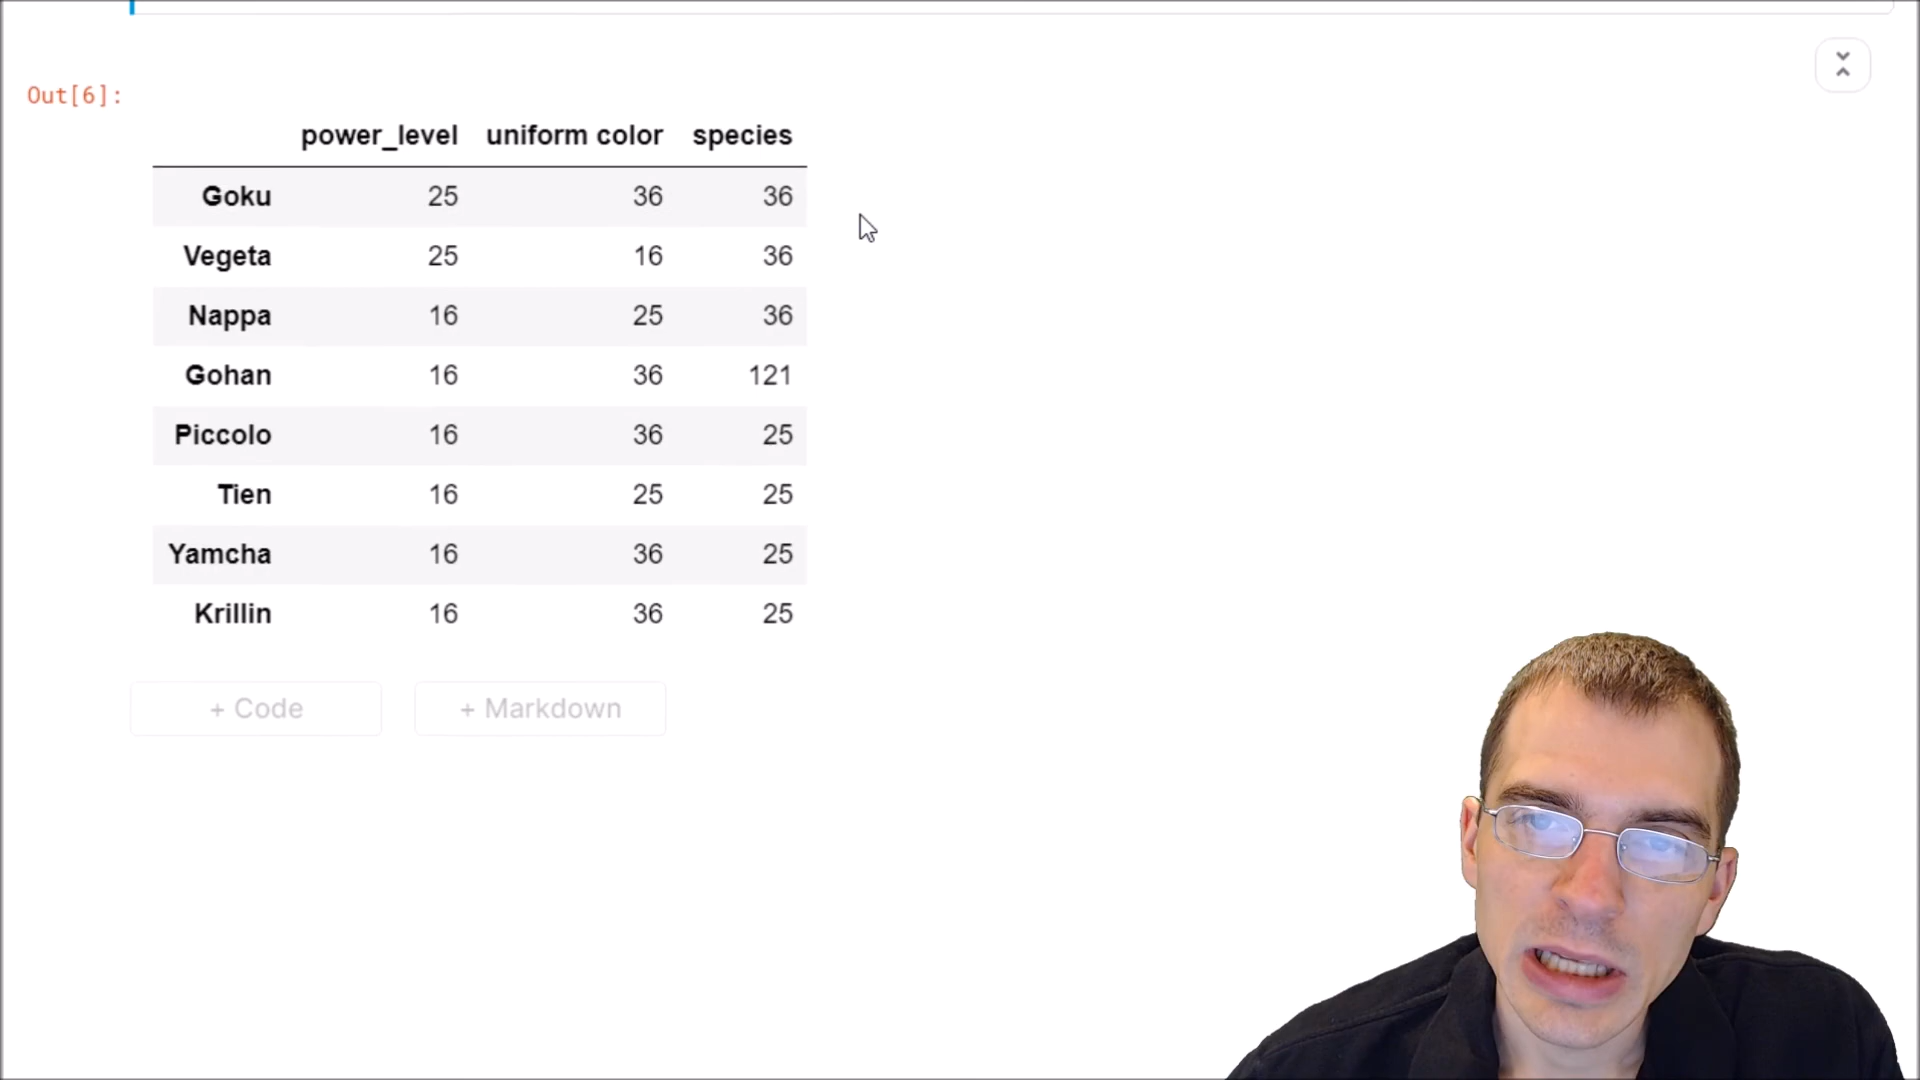 Out[6]:
power_level uniform color species
Goku 25 36 36
Vegeta 25 16 36
Nappa 16 25 36
Gohan 16 36 121
Piccolo 16 36 25
Tien 16 25 25
Yamcha 16 36 25
Krillin 16 36 25
+ Code + Markdown